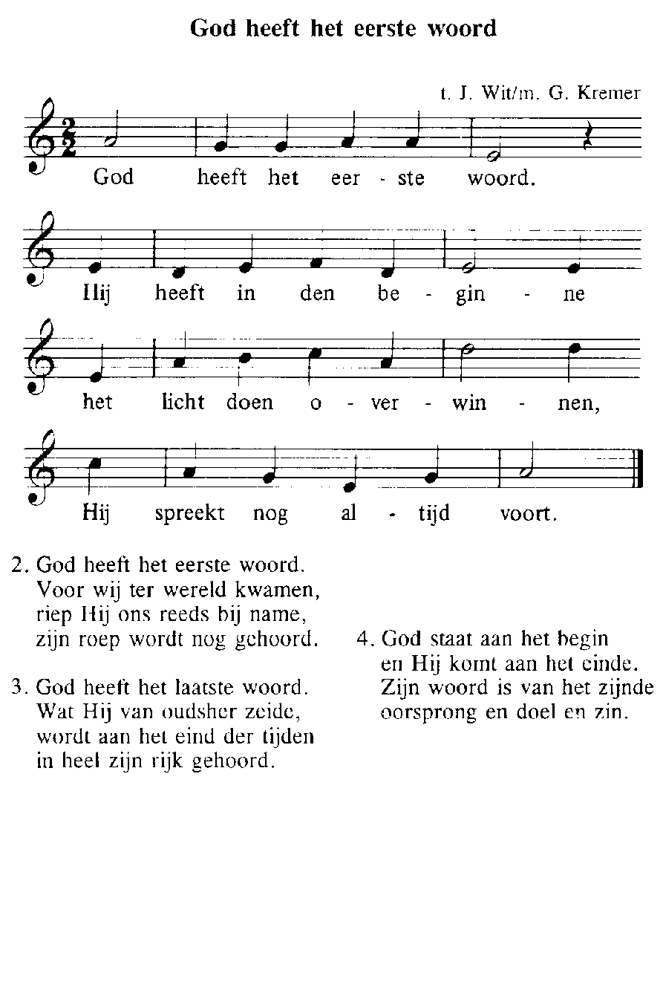 God heeft het eerste woord
t. J. Wit/m. G. Kremer
God heeft het eer - ste woord.
Hij heeft in den be - gin - ne
het licht doen o - ver - win - nen,
Hij spreekt nog al - tijd voort.
2. God heeft het eerste woord.
Voor wij ter wereld kwamen,
riep Hij ons reeds bij name,
zijn roep wordt nog gehoord.
3. God heeft het laatste woord.
Wat Hij van oudsher zeide,
wordt aan het eind der tijden
in heel zijn rijk gehoord.
4. God staat aan het begin
en Hij komt aan het einde.
Zijn woord is van het zijnde
oorsprong en doel en zin.